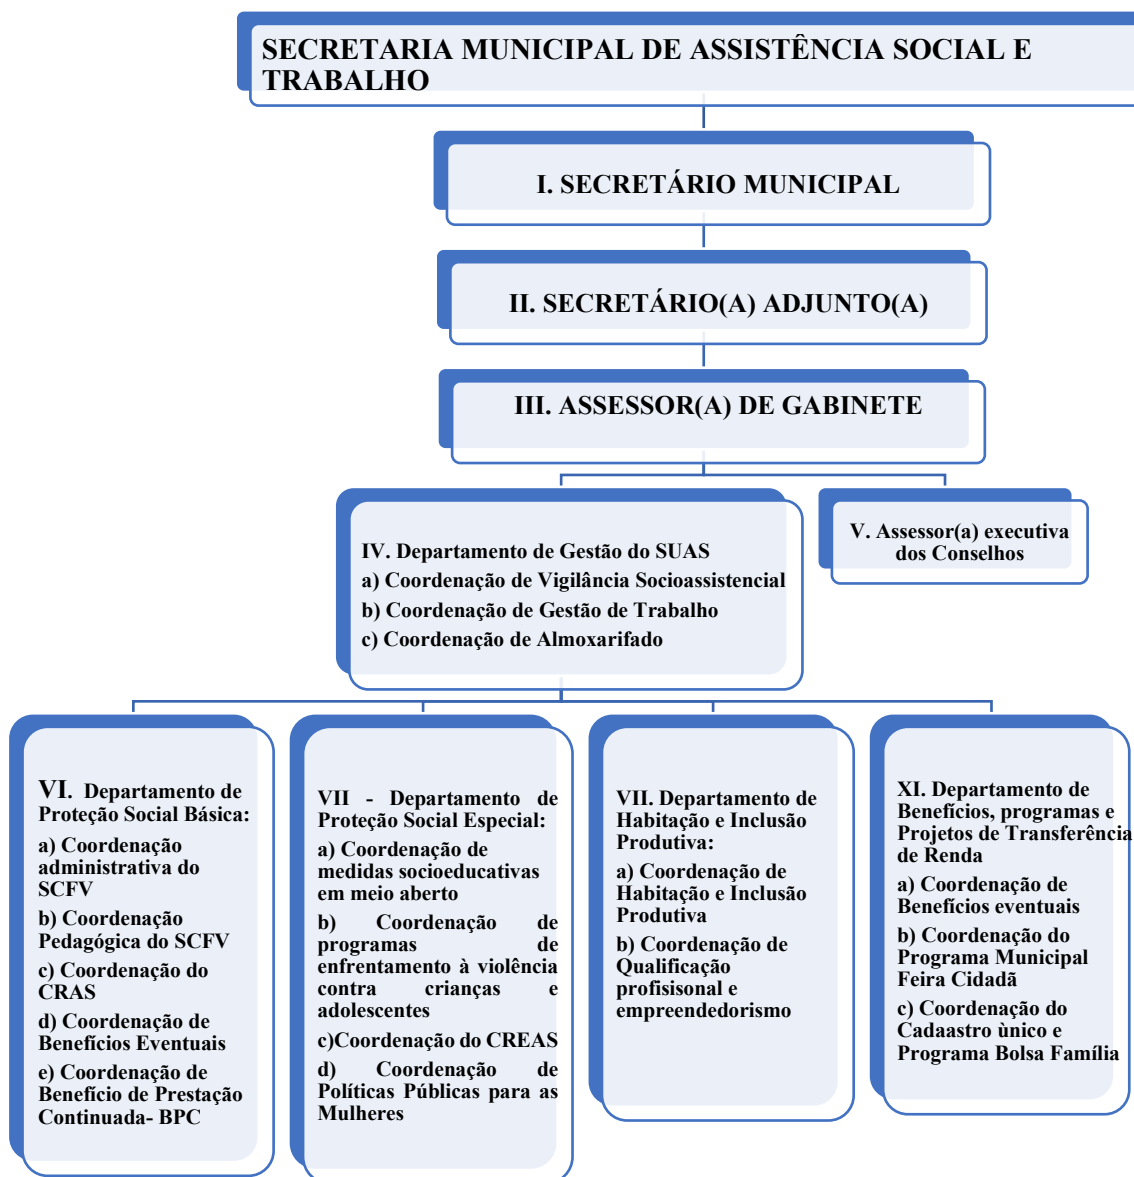 SECRETARIA MUNICIPAL DE ASSISTÊNCIA SOCIAL E
TRABALHO
I. SECRETÁRIO MUNICIPAL
II. SECRETÁRIO(A) ADJUNTO(A)
III. ASSESSOR(A) DE GABINETE
IV. Departamento de Gestão do SUAS
a) Coordenação de Vigilância Socioassistencial
b) Coordenação de Gestão de Trabalho
c) Coordenação de Almoxarifado
V. Assessor(a) executiva
dos Conselhos
VI. Departamento de
Proteção Social Básica:
a) Coordenação
administrativa do
SCFV
b) Coordenação
Pedagógica do SCFV
c) Coordenação do
CRAS
d) Coordenação de
Benefícios Eventuais
e) Coordenação de
Benefício de Prestação
Continuada- BPC
VII - Departamento de
Proteção Social Especial:
a) Coordenação de
medidas socioeducativas
em meio aberto
b) Coordenação de
programas de
enfrentamento à violência
contra crianças e
adolescentes
c)Coordenação do CREAS
d) Coordenação de
Políticas Públicas para as
Mulheres
VII. Departamento de
Habitação e Inclusão
Produtiva:
a) Coordenação de
Habitação e Inclusão
Produtiva
b) Coordenação de
Qualificação
profisisonal e
empreendedorismo
XI. Departamento de
Benefícios, programas e
Projetos de Transferência
de Renda
a) Coordenação de
Benefícios eventuais
b) Coordenação do
Programa Municipal
Feira Cidadã
c) Coordenação do
Cadaastro ùnico e
Programa Bolsa Família